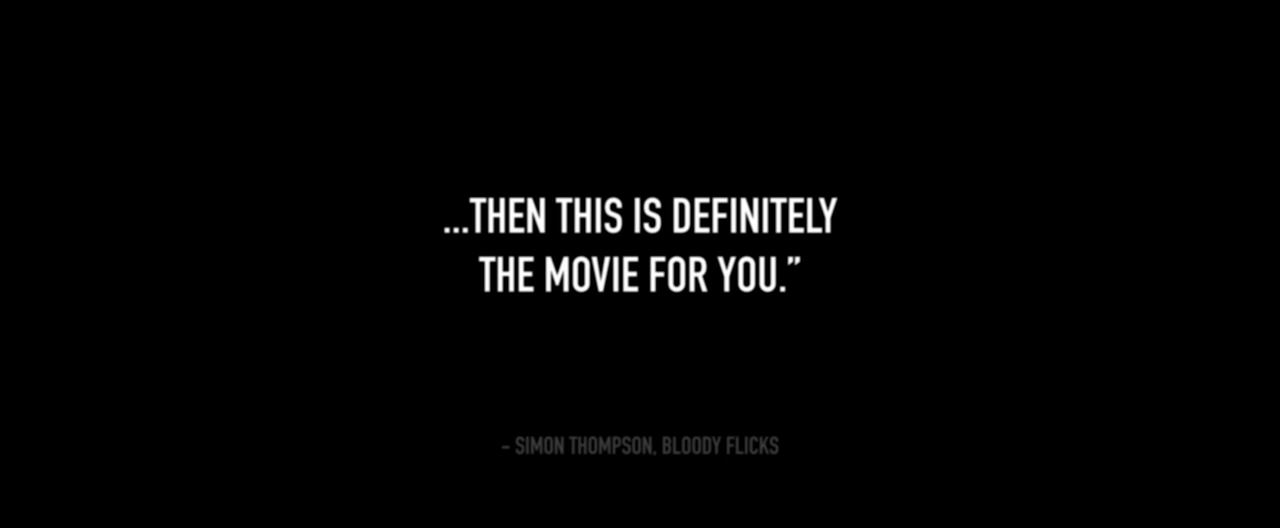 ...THEN THIS IS DEFINITELY
THE MOVIE FOR YOU.”
– SIMON THOMPSON, BLOODY FLICKS